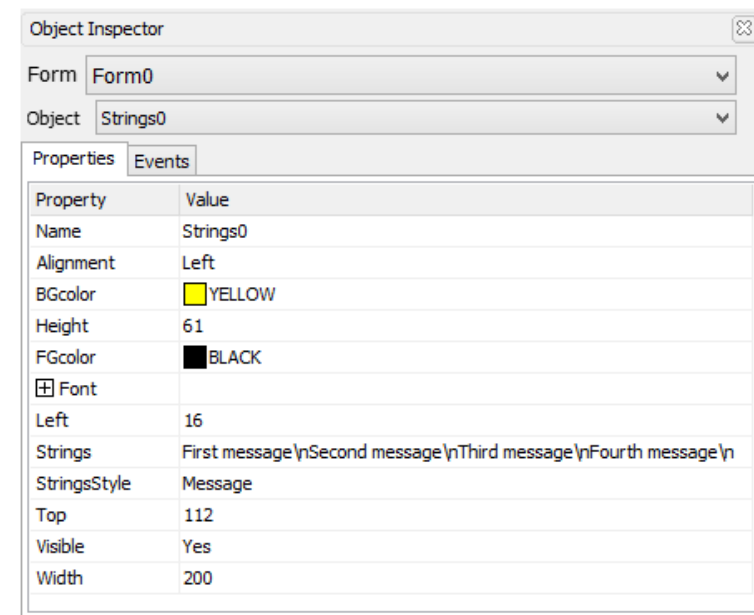 Object Inspector
Form Form0
Object Strings0
Properties Events
Property Value
Name Strings0
Alignment Left
BGcolor YELLOW
Height 61
FGcolor BLACK
Font
Left 16
Strings First message\nSecond message\nThird message\nFourth message\n
StringsStyle Message
Top 112
Visible Yes
Width 200